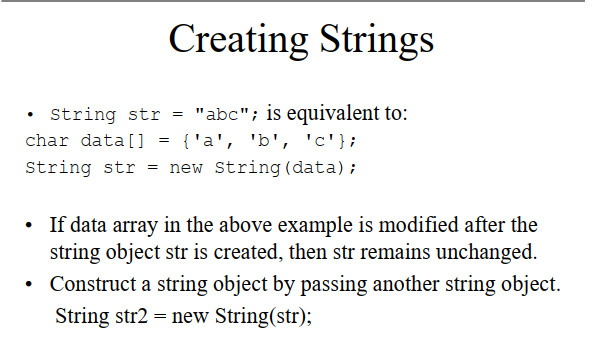 Creating Strings
• String str = "abc"; is equivalent to:
char data[] = {'a', 'b', 'c'};
String str = new String(data);
• If data array in the above example is modified after the
string object str is created, then str remains unchanged.
• Construct a string object by passing another string object.
String str2 = new String(str);